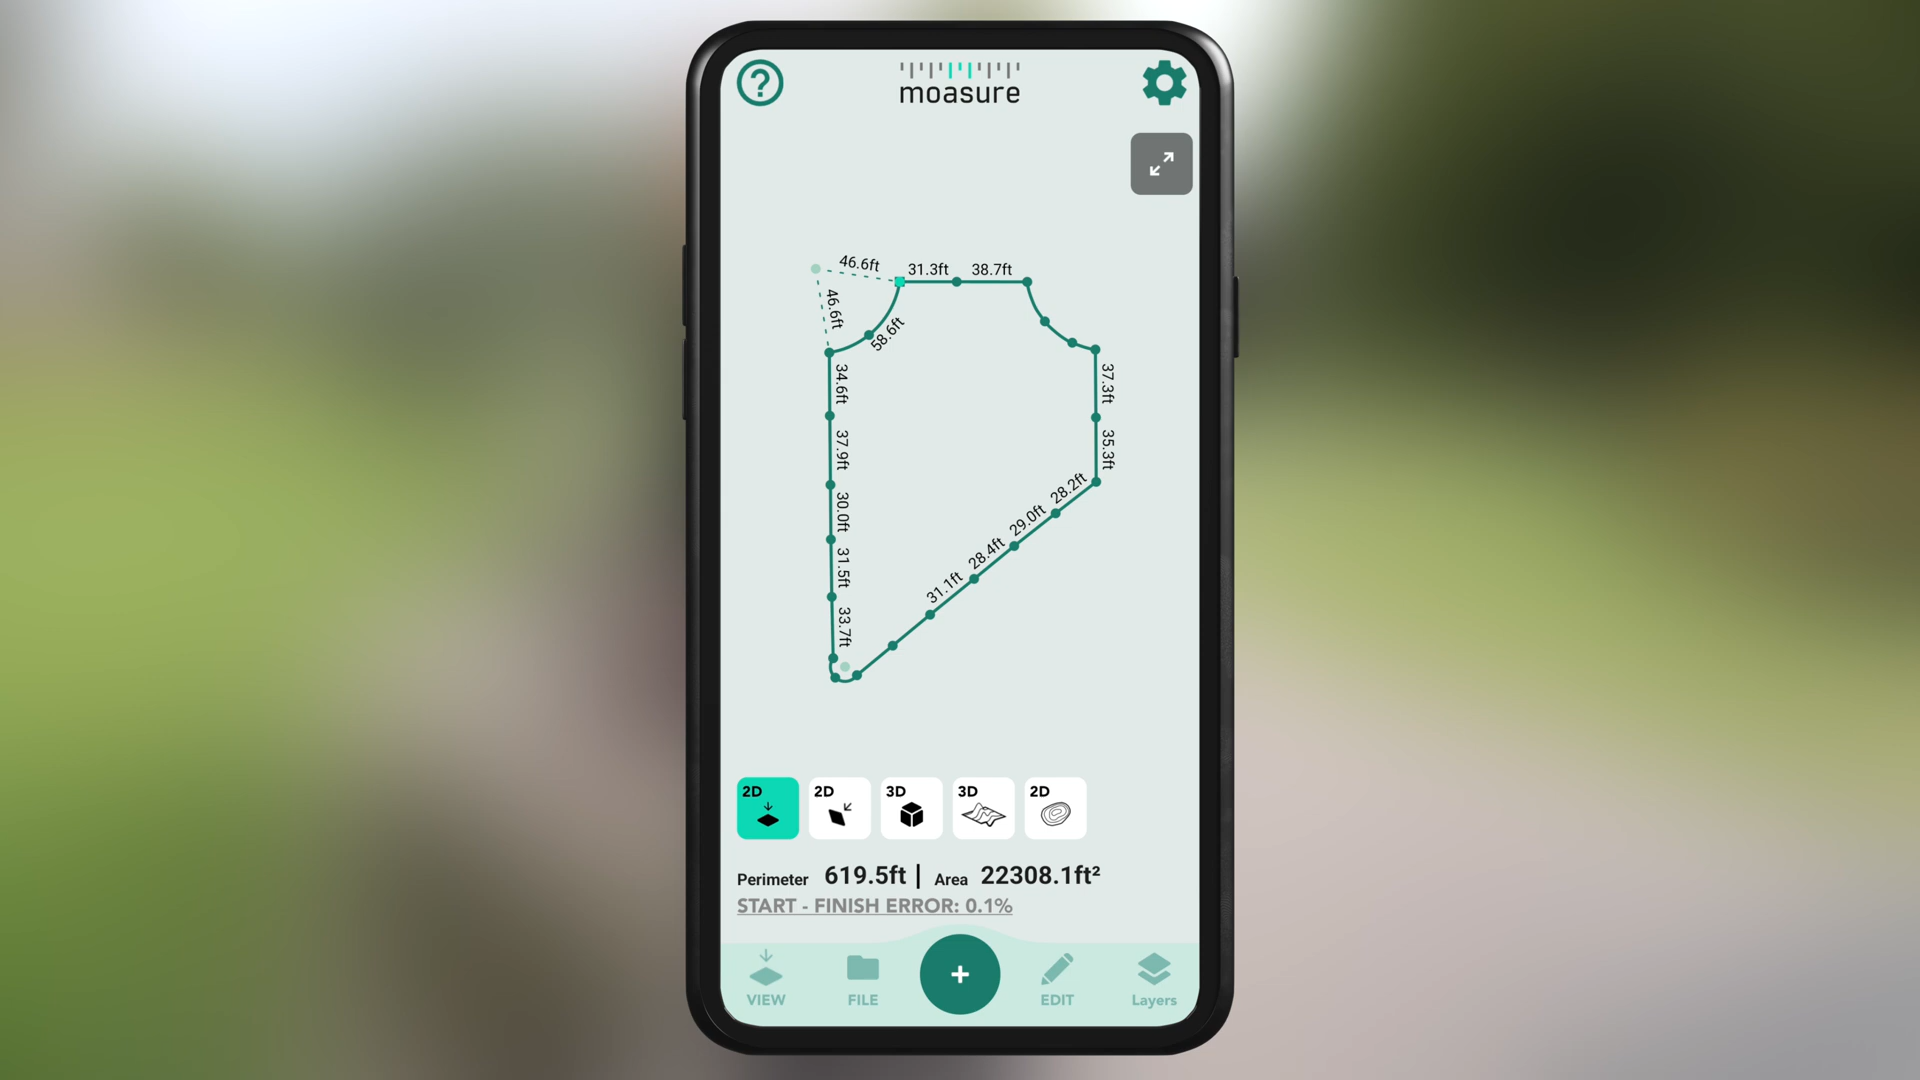 ?
moasure
46.6ft
31.3ft
38.7ft
46.6ft
58.6ft
34.6ft
37.3ft
37.9ft
35.3ft
28.2ft
30.0ft
29.0ft
28.4ft
31.5ft
31.1ft
33.7ft
2D
2D
3D
3D
2D
Perimeter 619.5ft | Area 22308.1ft²
START - FINISH ERROR: 0.1%
+
VIEW
FILE
EDIT
Layers